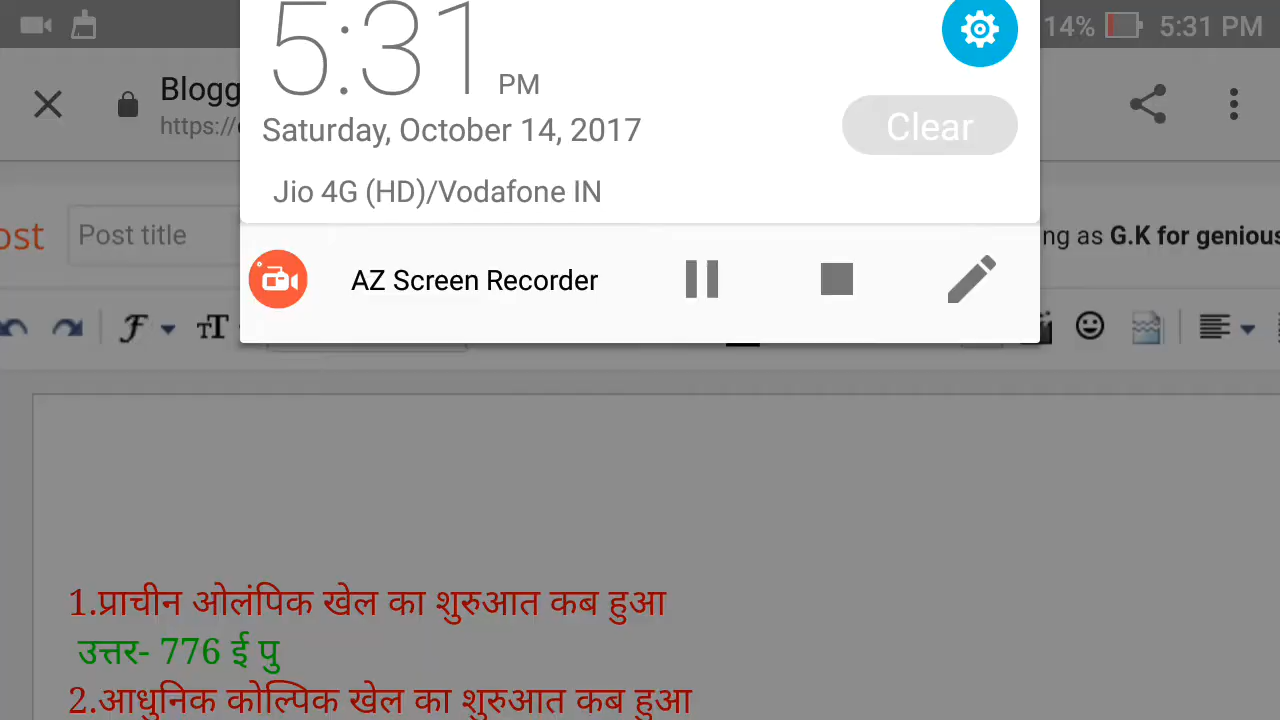 14% 5:31 PM
5:31 PM
Saturday, October 14, 2017
Clear
Jio 4G (HD)/Vodafone IN
Blogg
https://
ost Post title ng as G.K for genious
AZ Screen Recorder
1.प्राचीन ओलंपिक खेल का शुरुआत कब हुआ
उत्तर- 776 ई पु
2.आधुनिक कोल्पिक खेल का शुरुआत कब हुआ